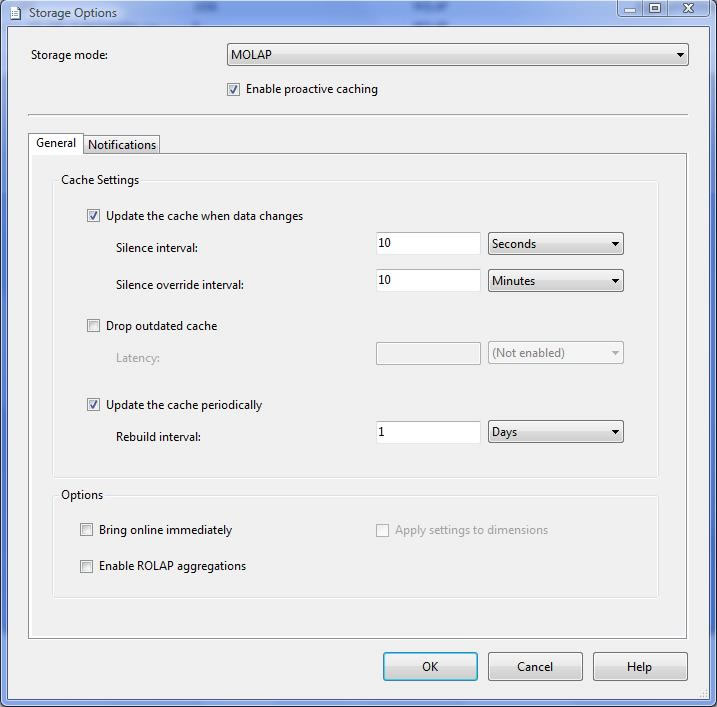 Storage Options
Storage mode: MOLAP
Enable proactive caching
General Notifications
Cache Settings
Update the cache when data changes
Silence interval: 10 Seconds
Silence override interval: 10 Minutes
Drop outdated cache
Latency: (Not enabled)
Update the cache periodically
Rebuild interval: 1 Days
Options
Bring online immediately Apply settings to dimensions
Enable ROLAP aggregations
OK Cancel Help